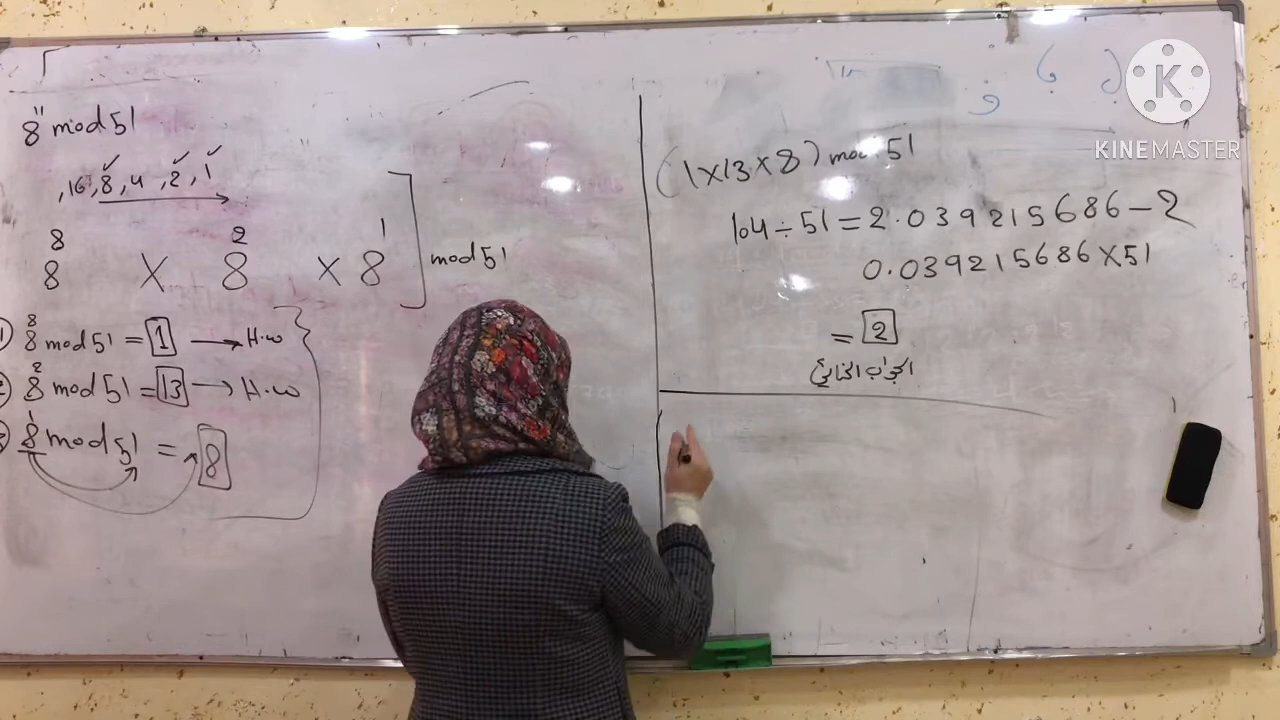 8¹¹ mod 51
,16,8,4,2,1
8⁸ × 8² × 8¹ ] mod 51
① 8⁸ mod 51 = 1 → H.w
② 8² mod 51 = 13 → H.w
③ 8¹ mod 51 = 8
(1×13×8) mod 51
104÷51=2.039215686-2
0.039215686×51
= 2
KINEMASTER